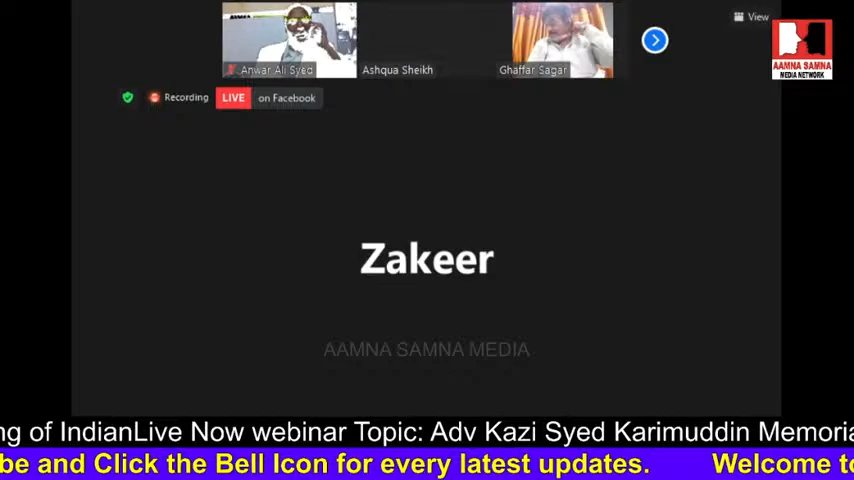 View
AAMNA SAMNA
MEDIA NETWORK
Anwar Ali Syed
Ashqua Sheikh
Ghaffar Sagar
Recording
LIVE on Facebook
Zakeer
AAMNA SAMNA MEDIA
ng of IndianLive Now webinar Topic: Adv Kazi Syed Karimuddin Memoria
be and Click the Bell Icon for every latest updates. Welcome to